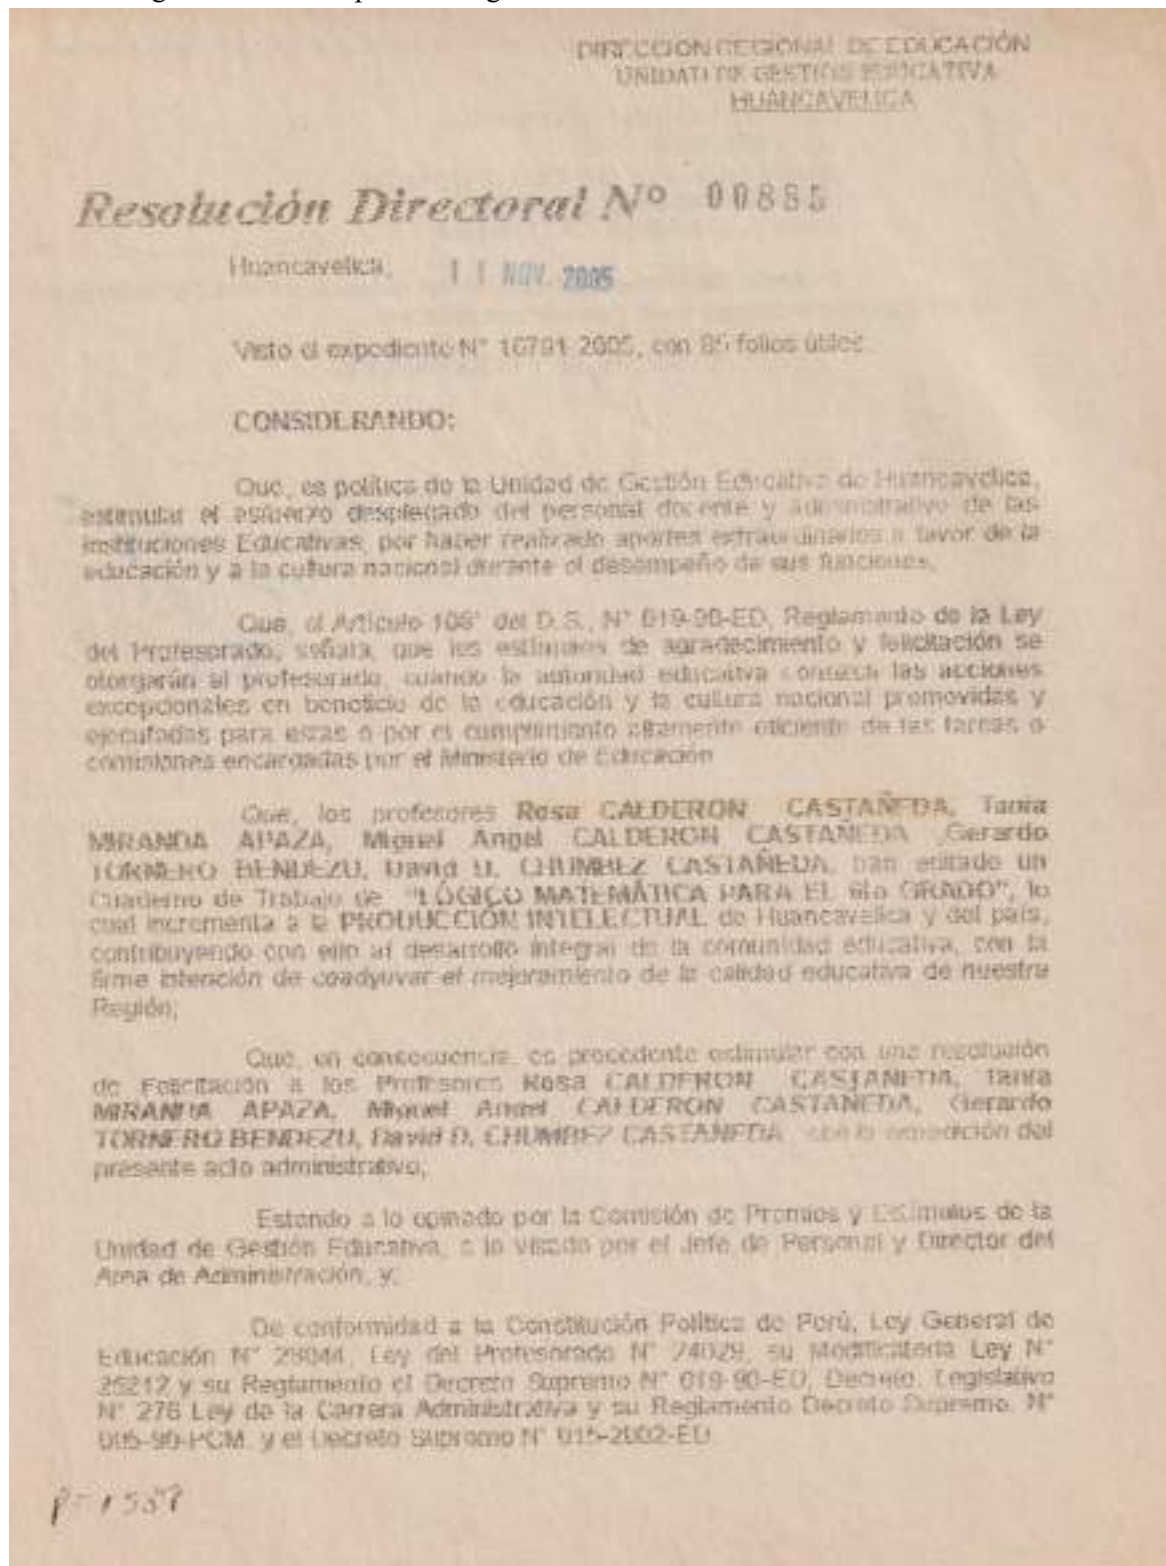 DIRECCION REGIONAL DE EDUCACIÓN
UNIDAD DE GESTIÓN EDUCATIVA
HUANCAVELICA
Resolución Directoral Nº 00885
Huancavelica, 11 NOV. 2005
Visto el expediente N° 16791 2005, con 85 folios útiles
CONSIDERANDO:
Que, es política de la Unidad de Gestión Educativa de Huancavelica,
estimular el esfuerzo desplegado del personal docente y administrativo de las
Instituciones Educativas, por haber realizado aportes extraordinarios a favor de la
educación y a la cultura nacional durante el desempeño de sus funciones,
Que, el Artículo 108° del D.S., N° 019-90-ED, Reglamento de la Ley
del Profesorado, señala, que los estímulos de agradecimiento y felicitación se
otorgarán al profesorado, cuando la autoridad educativa conozca las acciones
excepcionales en beneficio de la educación y la cultura nacional promovidas y
ejecutadas para estas o por el cumplimiento altamente eficiente de las tareas o
comisiones encargadas por el Ministerio de Educación
Que, los profesores Rosa CALDERON CASTAÑEDA, Tania
MIRANDA APAZA, Miguel Angel CALDERON CASTAÑEDA ,Gerardo
TORNERO BENDEZU, David D. CHUMBEZ CASTAÑEDA, han editado un
Cuaderno de Trabajo de "LÓGICO MATEMÁTICA PARA EL 6to GRADO", lo
cual incrementa a la PRODUCCIÓN INTELECTUAL de Huancavelica y del país,
contribuyendo con ello al desarrollo integral de la comunidad educativa, con la
firme intención de coadyuvar el mejoramiento de la calidad educativa de nuestra
Región;
Que, en consecuencia, es procedente estimular con una resolución
de Felicitación a los Profesores Rosa CALDERON CASTAÑEDA, Tania
MIRANDA APAZA, Miguel Angel CALDERON CASTAÑEDA, Gerardo
TORNERO BENDEZU, David D. CHUMBEZ CASTAÑEDA, con la expedición del
presente acto administrativo,
Estando a lo opinado por la Comisión de Premios y Estímulos de la
Unidad de Gestión Educativa, a lo visado por el Jefe de Personal y Director del
Area de Administración, y;
De conformidad a la Constitución Política de Perú, Ley General de
Educación N° 28044, Ley del Profesorado N° 24029, su Modificatoria Ley N°
25212 y su Reglamento el Decreto Supremo N° 019-90-ED, Decreto, Legislativo
N° 276 Ley de la Carrera Administrativa y su Reglamento Decreto Supremo. N°
005-90-PCM, y el Decreto Supremo N° 015-2002-ED.